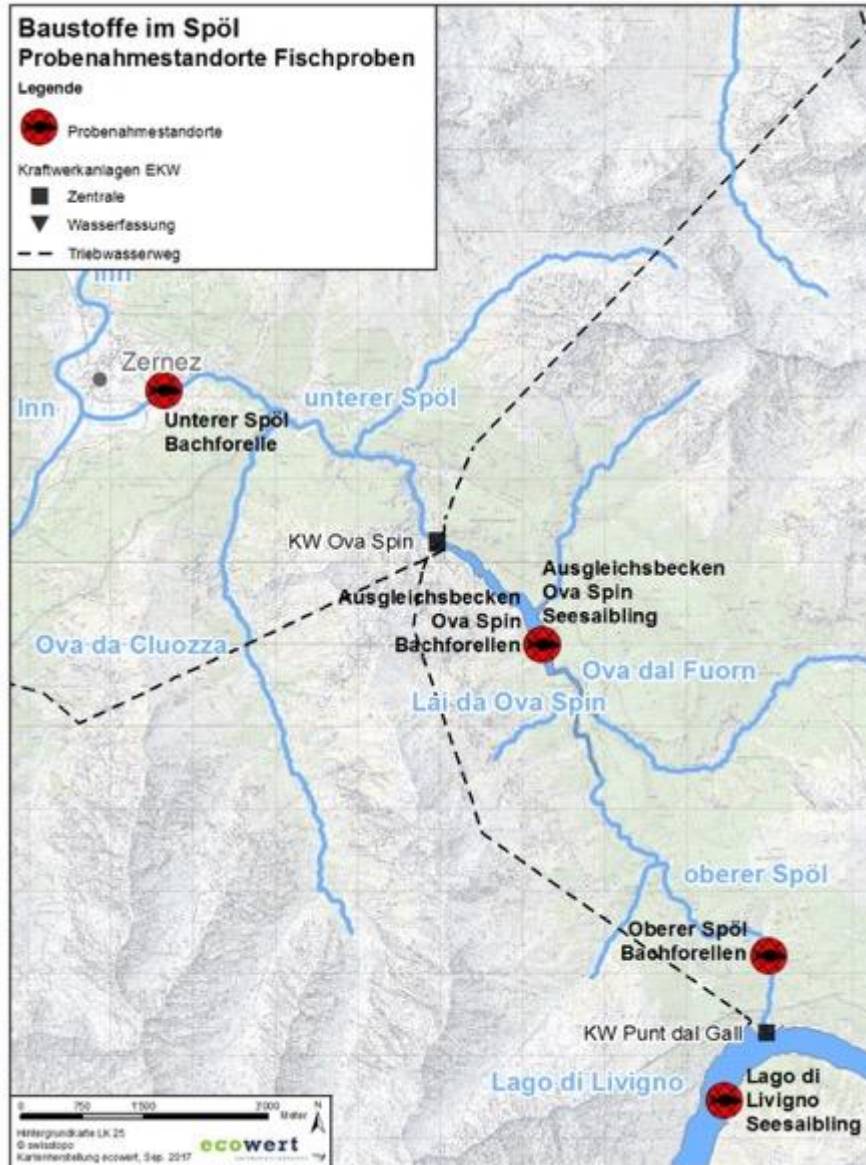 Baustoffe im Spöl
Probenahmestandorte Fischproben
Legende
Probenahmestandorte
Kraftwerkanlagen EKW
Zentrale
Wasserfassung
Triebwasserweg
Inn
Zernez
Inn
unterer Spöl
Unterer Spöl
Bachforelle
KW Ova Spin
Ausgleichsbecken
Ova Spin
Seesaibling
Ausgleichsbecken
Ova Spin
Bachforellen
Ova da Cluozza
Ova dal Fuorn
Lai da Ova Spin
oberer Spöl
Oberer Spöl
Bachforellen
KW Punt dal Gall
Lago di Livigno
Lago di
Livigno
Seesaibling
0 750 1'500
Meter
N
Hintergrundkarte LK 25
© swisstopo
Kartenerstellung ecowert, Sep. 2017
ecowert